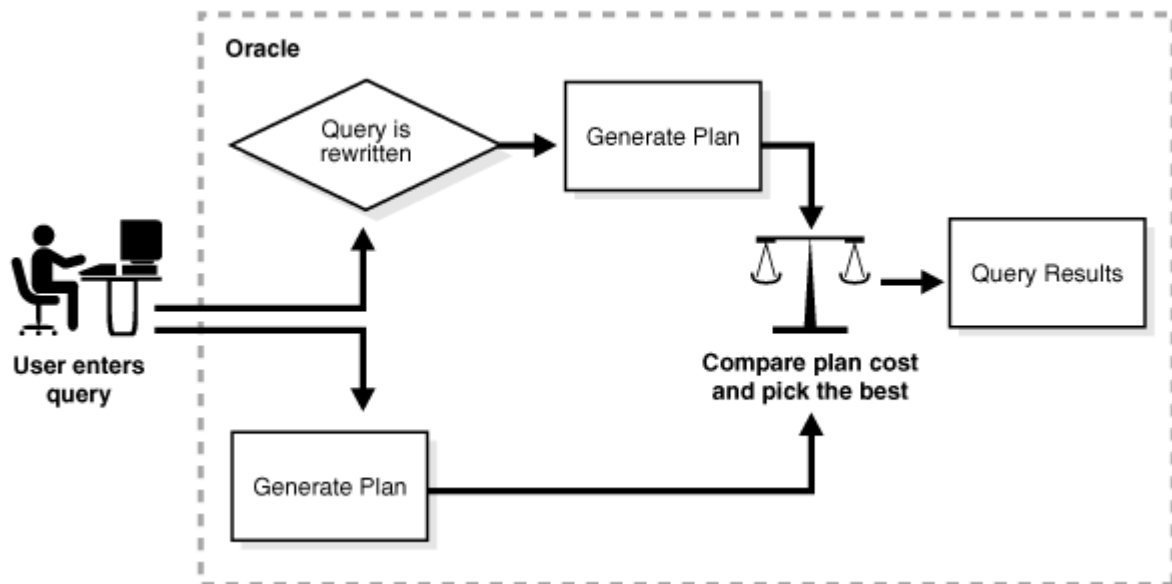 Oracle
Query is
rewritten
Generate Plan
Query Results
User enters
query
Compare plan cost
and pick the best
Generate Plan